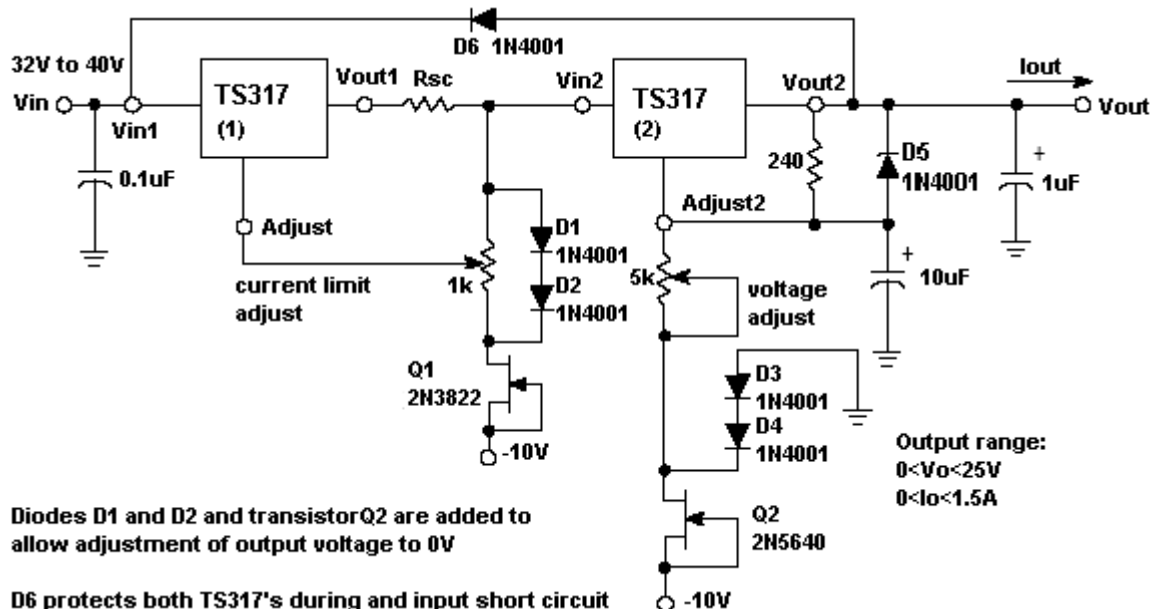 D6 1N4001
32V to 40V
Vin
Vin1
TS317
(1)
Vout1
Rsc
Vin2
TS317
(2)
Vout2
Iout
Vout
0.1uF
Adjust
current limit
adjust
1k
D1
1N4001
D2
1N4001
240
D5
1N4001
+
1uF
Adjust2
5k
voltage
adjust
+
10uF
Q1
2N3822
-10V
D3
1N4001
D4
1N4001
Output range:
0<Vo<25V
0<Io<1.5A
Q2
2N5640
-10V
Diodes D1 and D2 and transistorQ2 are added to
allow adjustment of output voltage to 0V
D6 protects both TS317's during and input short circuit